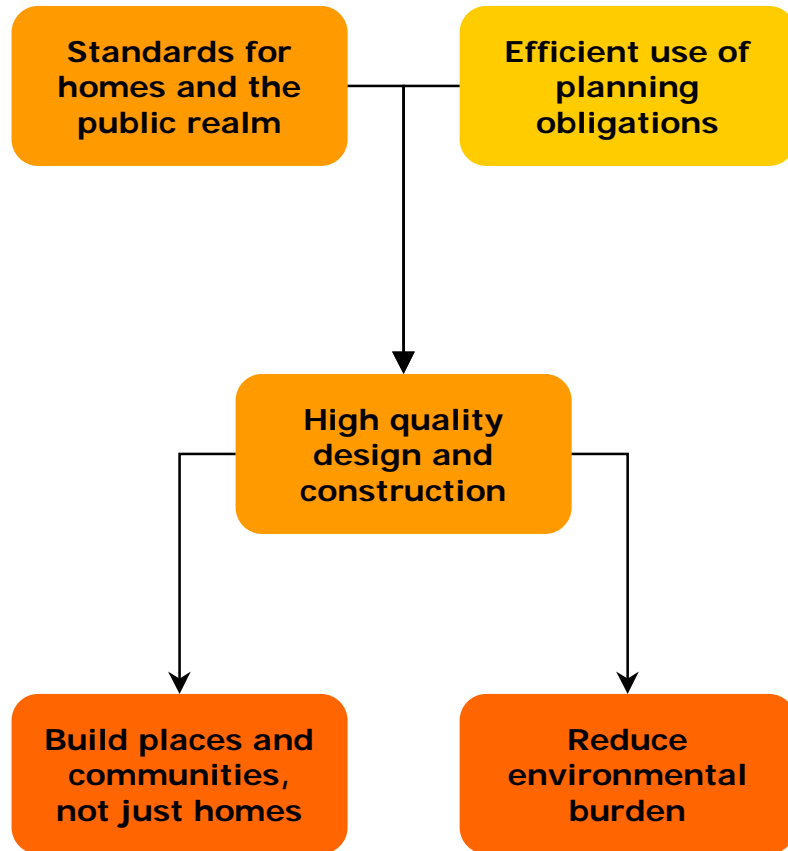 Standards for
homes and the
public realm
Efficient use of
planning
obligations
High quality
design and
construction
Build places and
communities,
not just homes
Reduce
environmental
burden